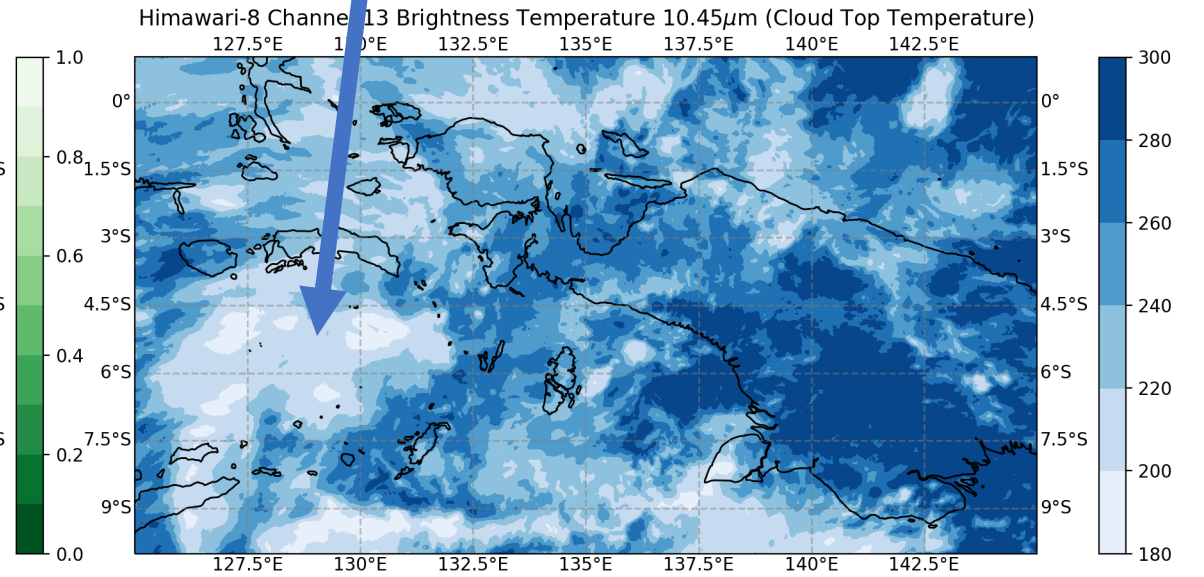 Himawari-8 Channel 13 Brightness Temperature 10.45μm (Cloud Top Temperature)
127.5°E 130°E 132.5°E 135°E 137.5°E 140°E 142.5°E
1.0
0.8
0.6
0.4
0.2
0.0
S
S
S
0°
1.5°S
3°S
4.5°S
6°S
7.5°S
9°S
0°
1.5°S
3°S
4.5°S
6°S
7.5°S
9°S
300
280
260
240
220
200
180
127.5°E 130°E 132.5°E 135°E 137.5°E 140°E 142.5°E